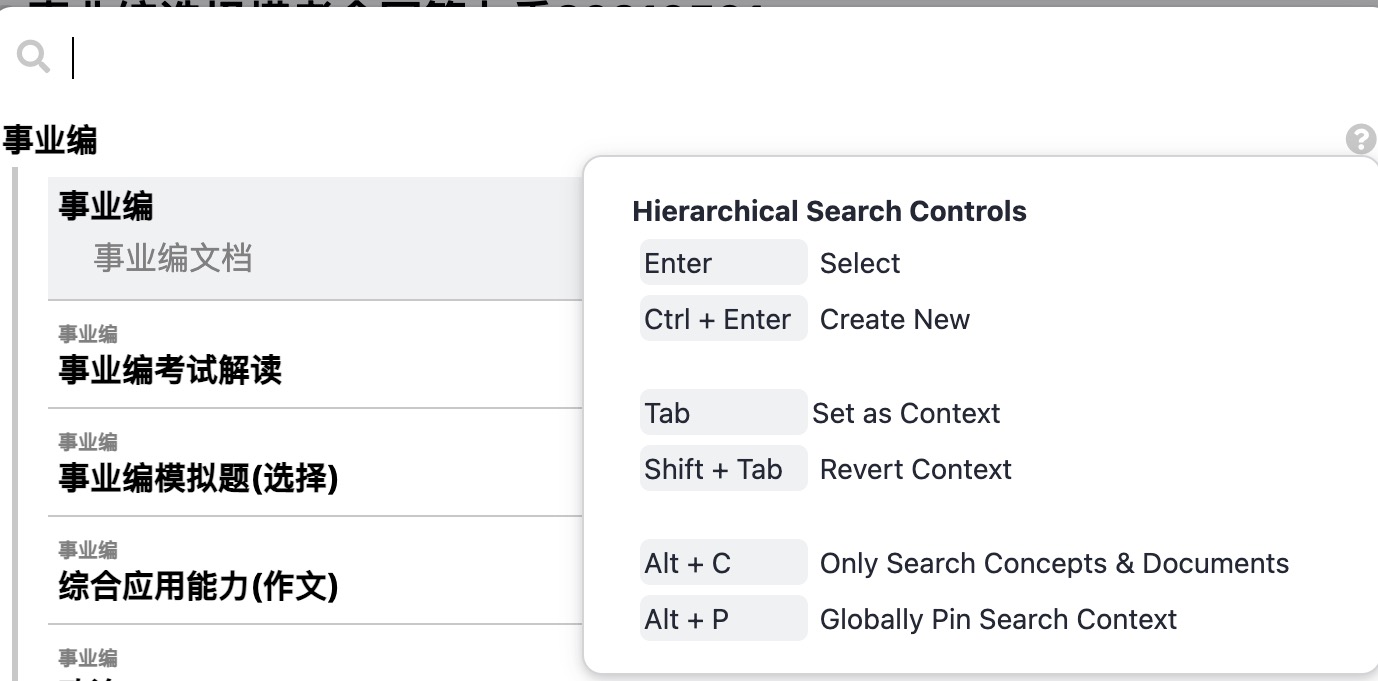 事业编
事业编
事业编文档
事业编
事业编考试解读
事业编
事业编模拟题(选择)
事业编
综合应用能力(作文)
事业编
Hierarchical Search Controls
Enter Select
Ctrl + Enter Create New
Tab Set as Context
Shift + Tab Revert Context
Alt + C Only Search Concepts & Documents
Alt + P Globally Pin Search Context